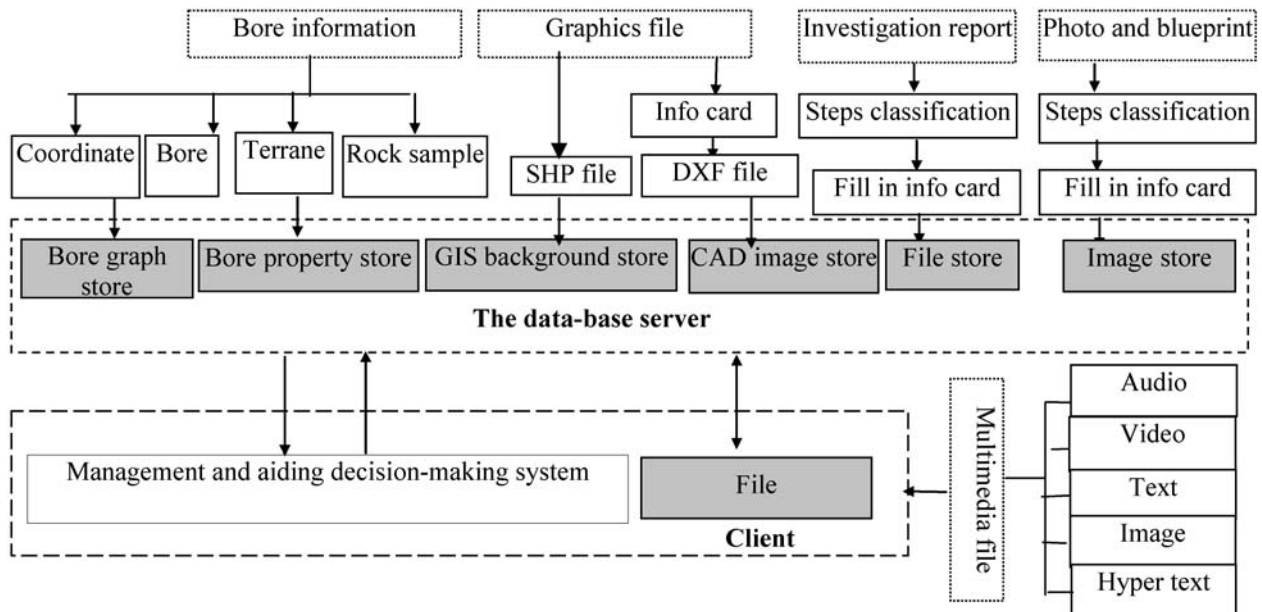 Bore information
Graphics file
Investigation report
Photo and blueprint
Info card
Steps classification
Steps classification
Coordinate
Bore
Terrane
Rock sample
SHP file
DXF file
Fill in info card
Fill in info card
Bore graph
store
Bore property store
GIS background store
CAD image store
File store
Image store
The data-base server
Management and aiding decision-making system
File
Client
Multimedia file
Audio
Video
Text
Image
Hyper text